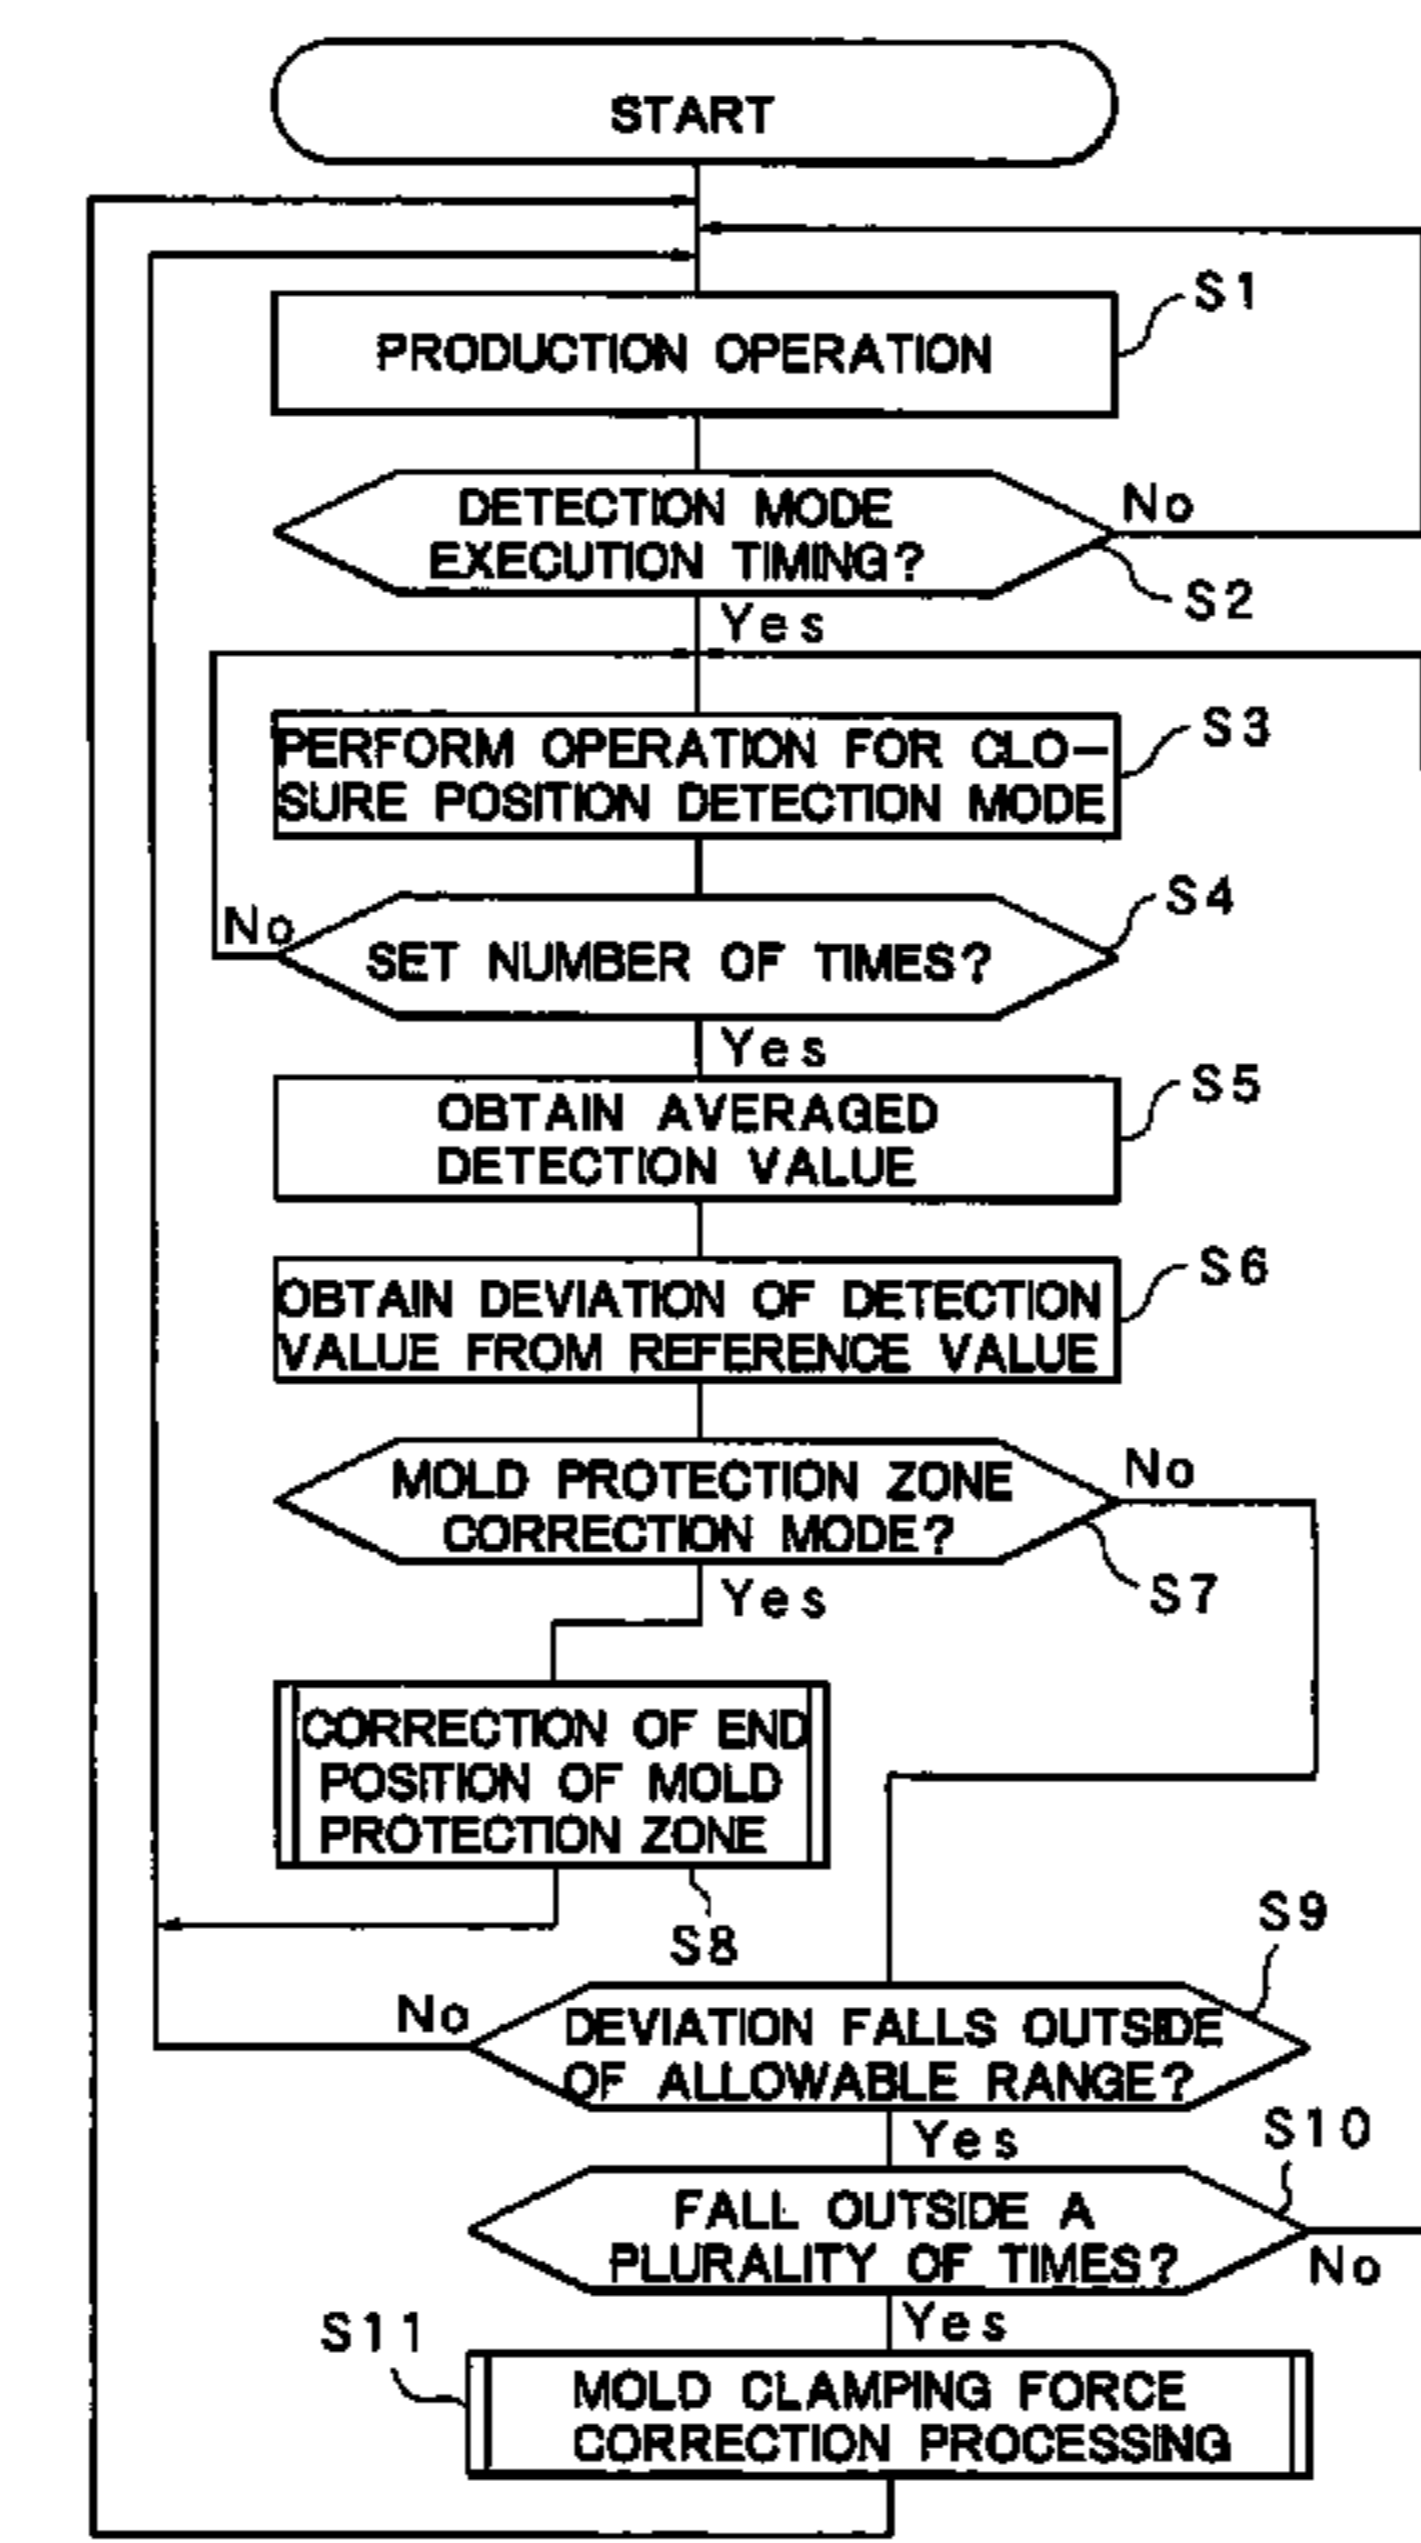 START
S1
PRODUCTION OPERATION
DETECTION MODE
EXECUTION TIMING?
No
S2
Yes
S3
PERFORM OPERATION FOR CLO-
SURE POSITION DETECTION MODE
S4
No
SET NUMBER OF TIMES?
Yes
S5
OBTAIN AVERAGED
DETECTION VALUE
S6
OBTAIN DEVIATION OF DETECTION
VALUE FROM REFERENCE VALUE
MOLD PROTECTION ZONE
CORRECTION MODE?
No
S7
Yes
CORRECTION OF END
POSITION OF MOLD
PROTECTION ZONE
S8
S9
No
DEVIATION FALLS OUTSIDE
OF ALLOWABLE RANGE?
Yes
S10
FALL OUTSIDE A
PLURALITY OF TIMES?
No
Yes
S11
MOLD CLAMPING FORCE
CORRECTION PROCESSING